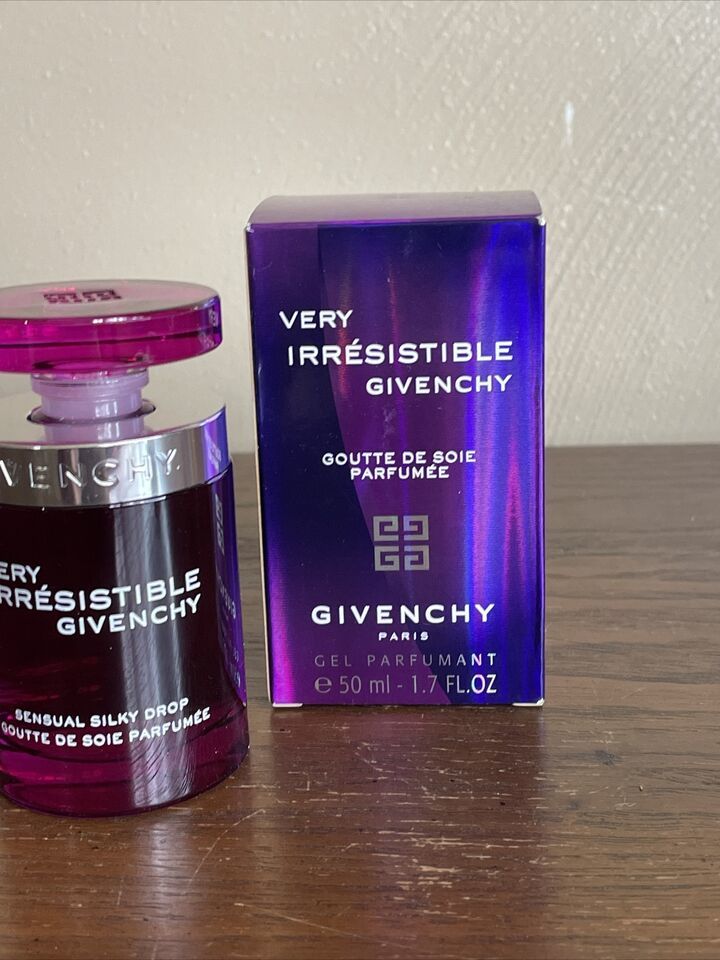 VENCHY
ERY
RRÉSISTIBLE
GIVENCHY
SENSUAL SILKY DROP
GOUTTE DE SOIE PARFUMÉE
VERY
IRRÉSISTIBLE
GIVENCHY
GOUTTE DE SOIE
PARFUMÉE
GIVENCHY
PARIS
GEL PARFUMANT
℮ 50 ml - 1.7 FL.OZ